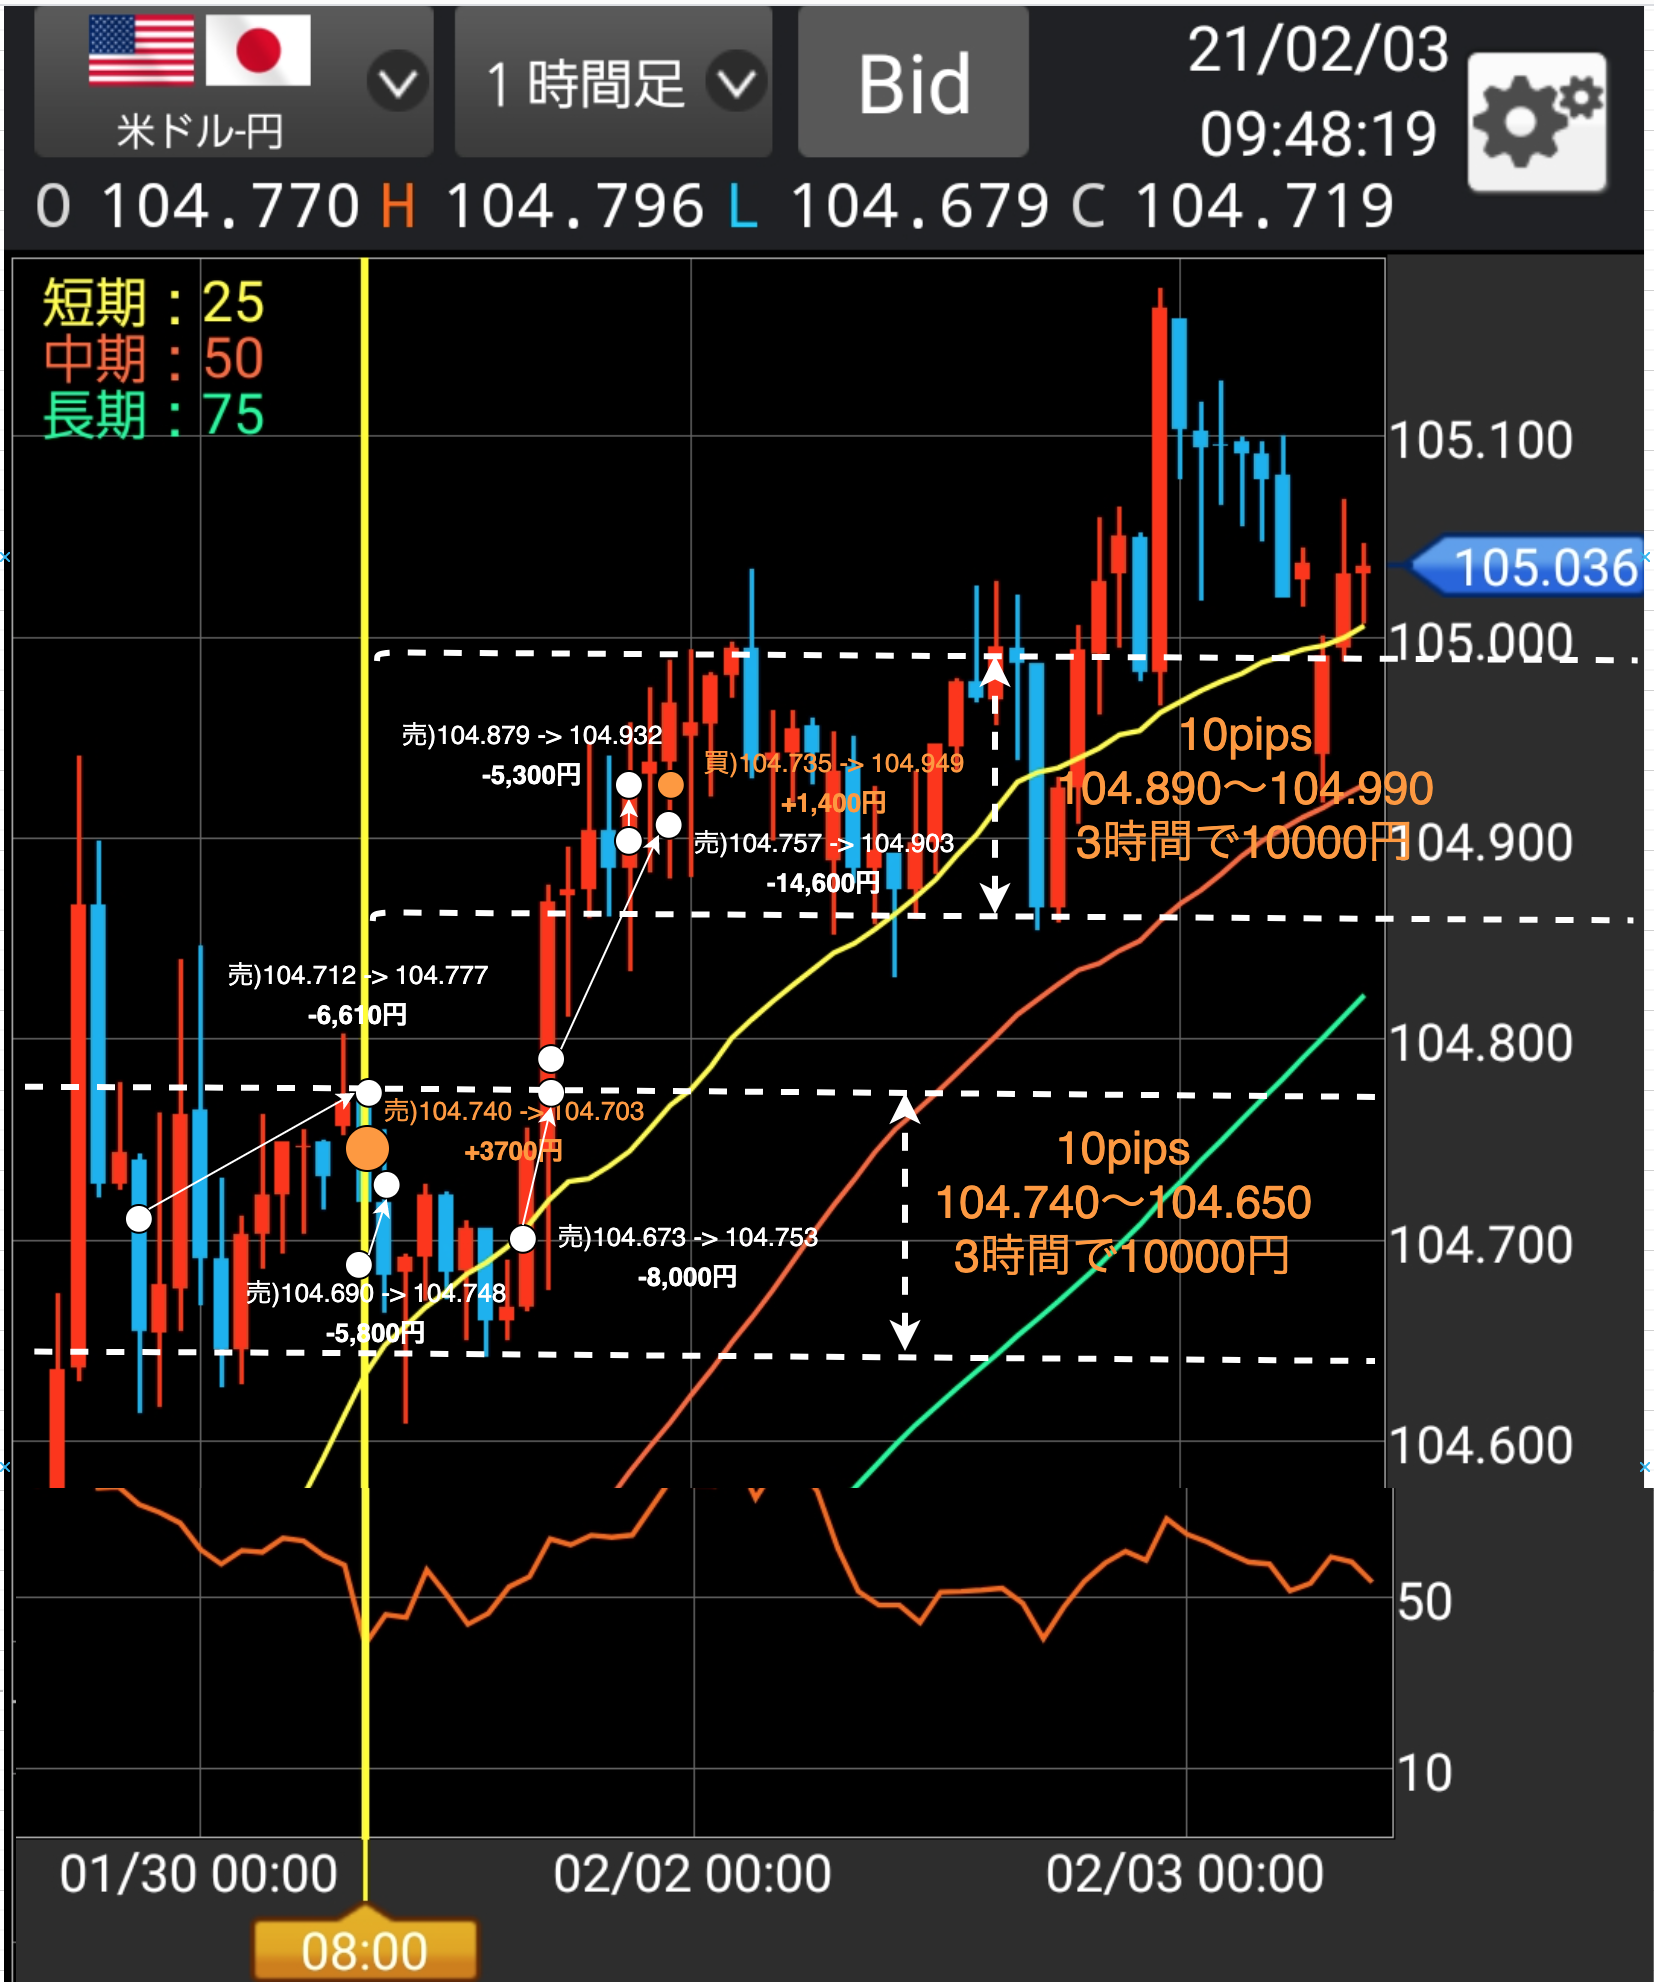 米ドル-円
1 時間足
Bid
21/02/03
09:48:19
O 104.770 H 104.796 L 104.679 C 104.719
短期：25
中期：50
長期：75
105.100
105.036
105.000
104.900
104.800
104.700
104.600
売)104.879 -> 104.932
-5,300円
買)104.735 -> 104.949
+1,400円
売)104.757 -> 104.903
-14,600円
10pips
104.890〜104.990
3時間で10000円
売)104.712 -> 104.777
-6,610円
売)104.740 -> 104.703
+3700円
10pips
104.740〜104.650
3時間で10000円
売)104.673 -> 104.753
-8,000円
売)104.690 -> 104.748
-5,800円
50
10
01/30 00:00
02/02 00:00
02/03 00:00
08:00